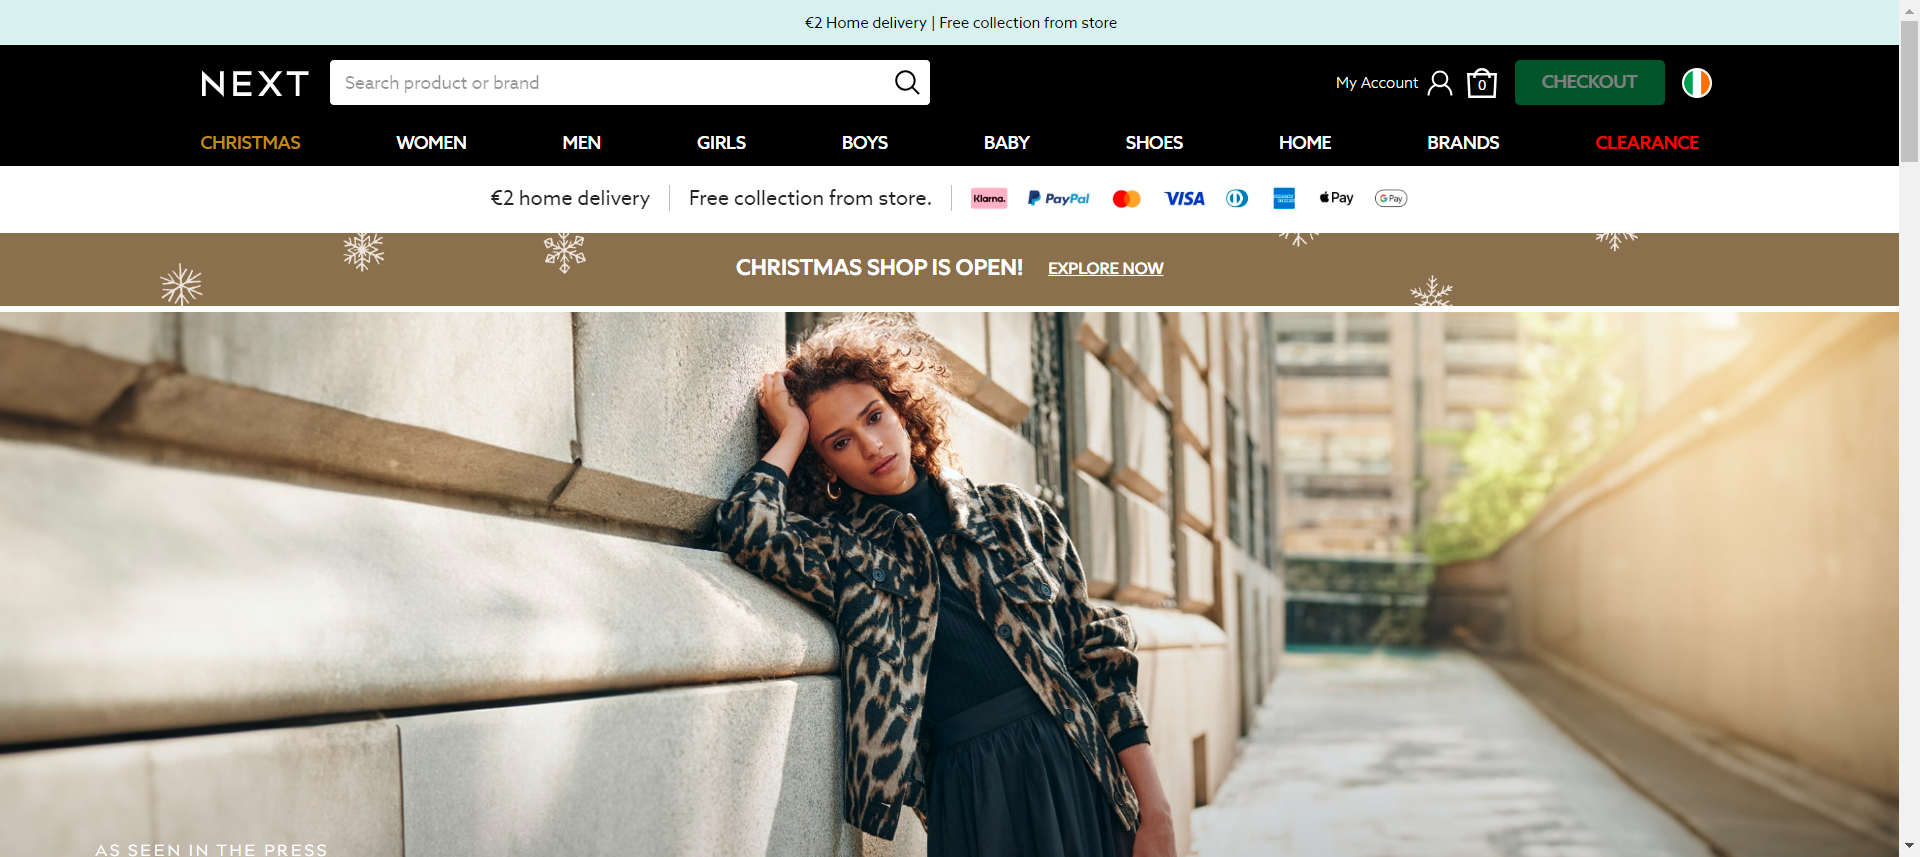 €2 Home delivery | Free collection from store
NEXT
Search product or brand
My Account
0
CHECKOUT
CHRISTMAS
WOMEN
MEN
GIRLS
BOYS
BABY
SHOES
HOME
BRANDS
CLEARANCE
€2 home delivery
Free collection from store.
Klarna.
PayPal
VISA
AMERICAN EXPRESS
Pay
G Pay
CHRISTMAS SHOP IS OPEN!
EXPLORE NOW
AS SEEN IN THE PRESS